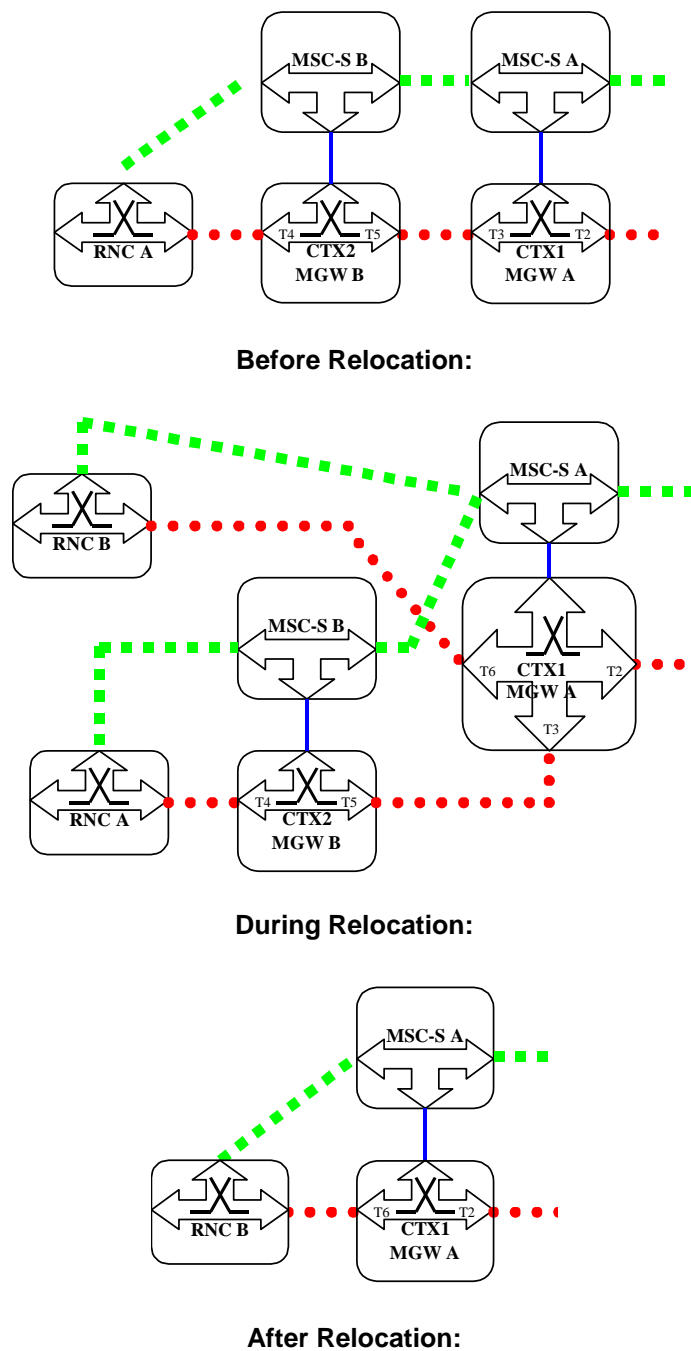 MSC-S B
MSC-S A
T4
T5
T3
T2
RNC A
CTX2
MGW B
CTX1
MGW A
Before Relocation:
MSC-S A
RNC B
MSC-S B
T6
CTX1
T2
MGW A
T3
RNC A
T4
CTX2
T5
MGW B
During Relocation:
MSC-S A
T6
CTX1
T2
RNC B
MGW A
After Relocation: